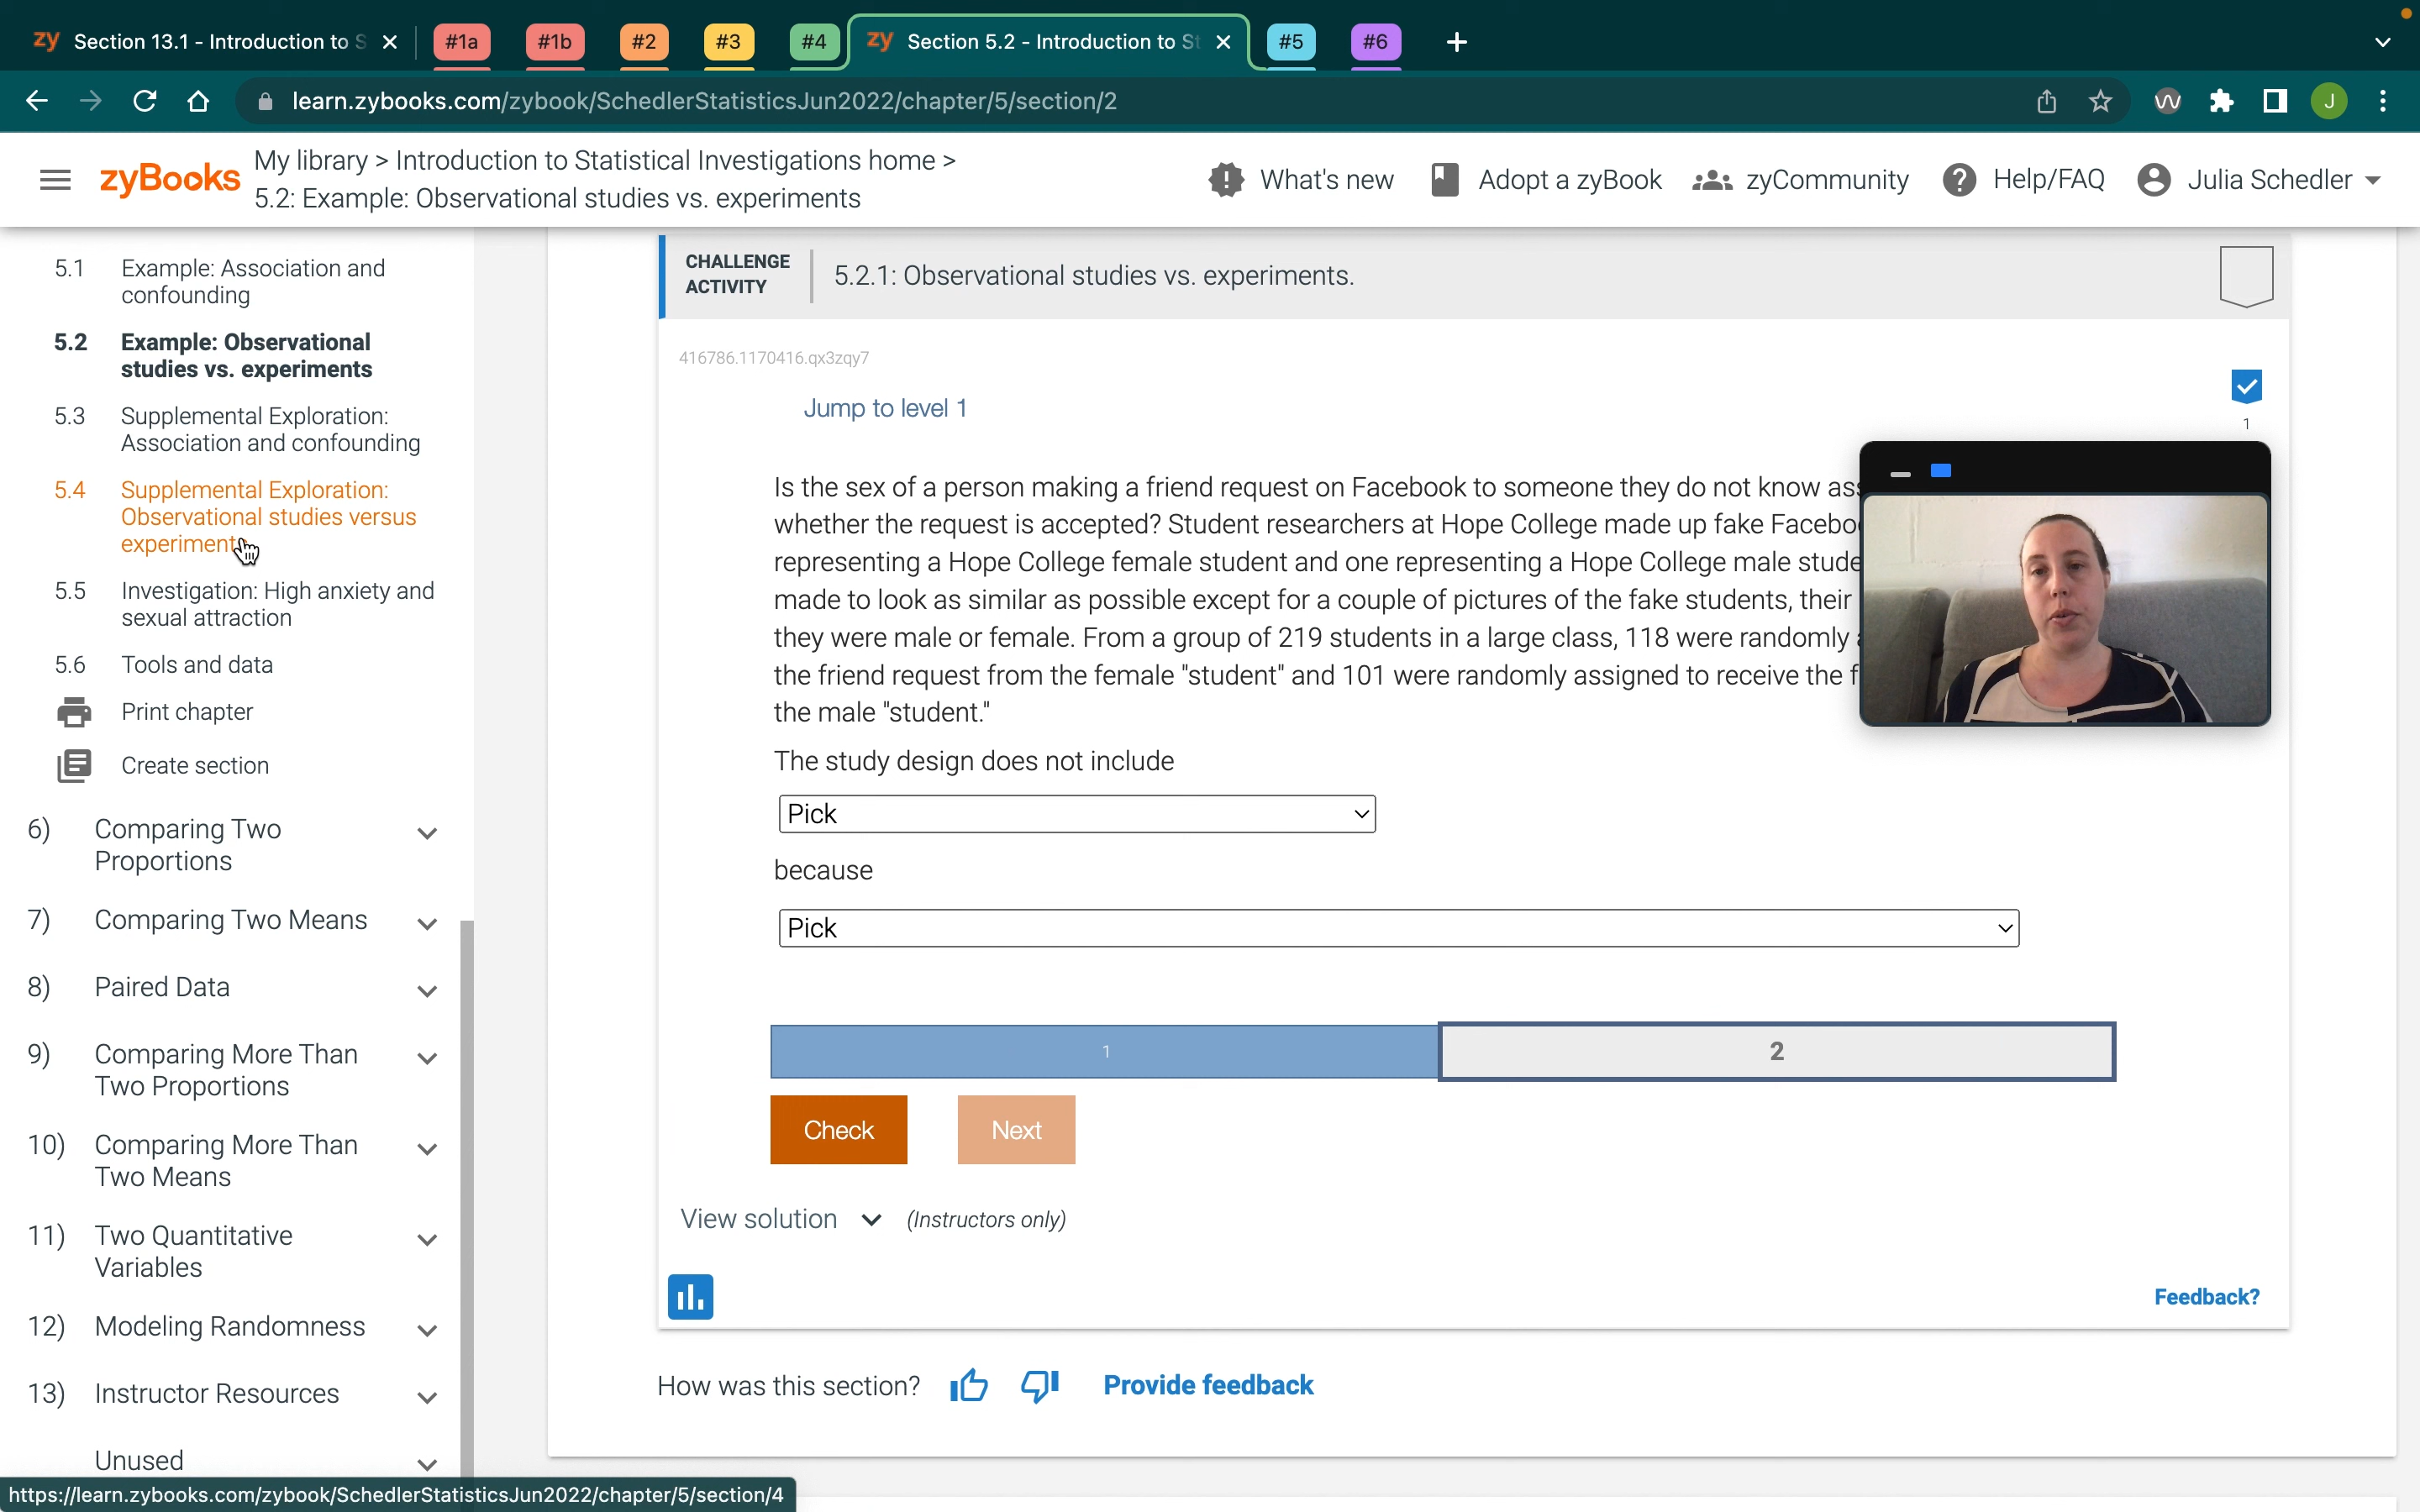 zy Section 13.1 - Introduction to S
#1a
#1b
#2
#3
#4
zy Section 5.2 - Introduction to St
#5
#6
learn.zybooks.com/zybook/SchedlerStatisticsJun2022/chapter/5/section/2
J
zyBooks
My library > Introduction to Statistical Investigations home >
5.2: Example: Observational studies vs. experiments
What's new
Adopt a zyBook
zyCommunity
Help/FAQ
Julia Schedler
5.1 Example: Association and
confounding
5.2 Example: Observational
studies vs. experiments
5.3 Supplemental Exploration:
Association and confounding
5.4 Supplemental Exploration:
Observational studies versus
experiment
5.5 Investigation: High anxiety and
sexual attraction
5.6 Tools and data
Print chapter
Create section
6) Comparing Two
Proportions
7) Comparing Two Means
8) Paired Data
9) Comparing More Than
Two Proportions
10) Comparing More Than
Two Means
11) Two Quantitative
Variables
12) Modeling Randomness
13) Instructor Resources
Unused
https://learn.zybooks.com/zybook/SchedlerStatisticsJun2022/chapter/5/section/4
CHALLENGE
ACTIVITY
5.2.1: Observational studies vs. experiments.
416786.1170416.qx3zqy7
Jump to level 1
1
Is the sex of a person making a friend request on Facebook to someone they do not know ass
whether the request is accepted? Student researchers at Hope College made up fake Facebo
representing a Hope College female student and one representing a Hope College male stude
made to look as similar as possible except for a couple of pictures of the fake students, their
they were male or female. From a group of 219 students in a large class, 118 were randomly
the friend request from the female "student" and 101 were randomly assigned to receive the f
the male "student."
The study design does not include
Pick
because
Pick
1
2
Check
Next
View solution (Instructors only)
Feedback?
How was this section?
Provide feedback